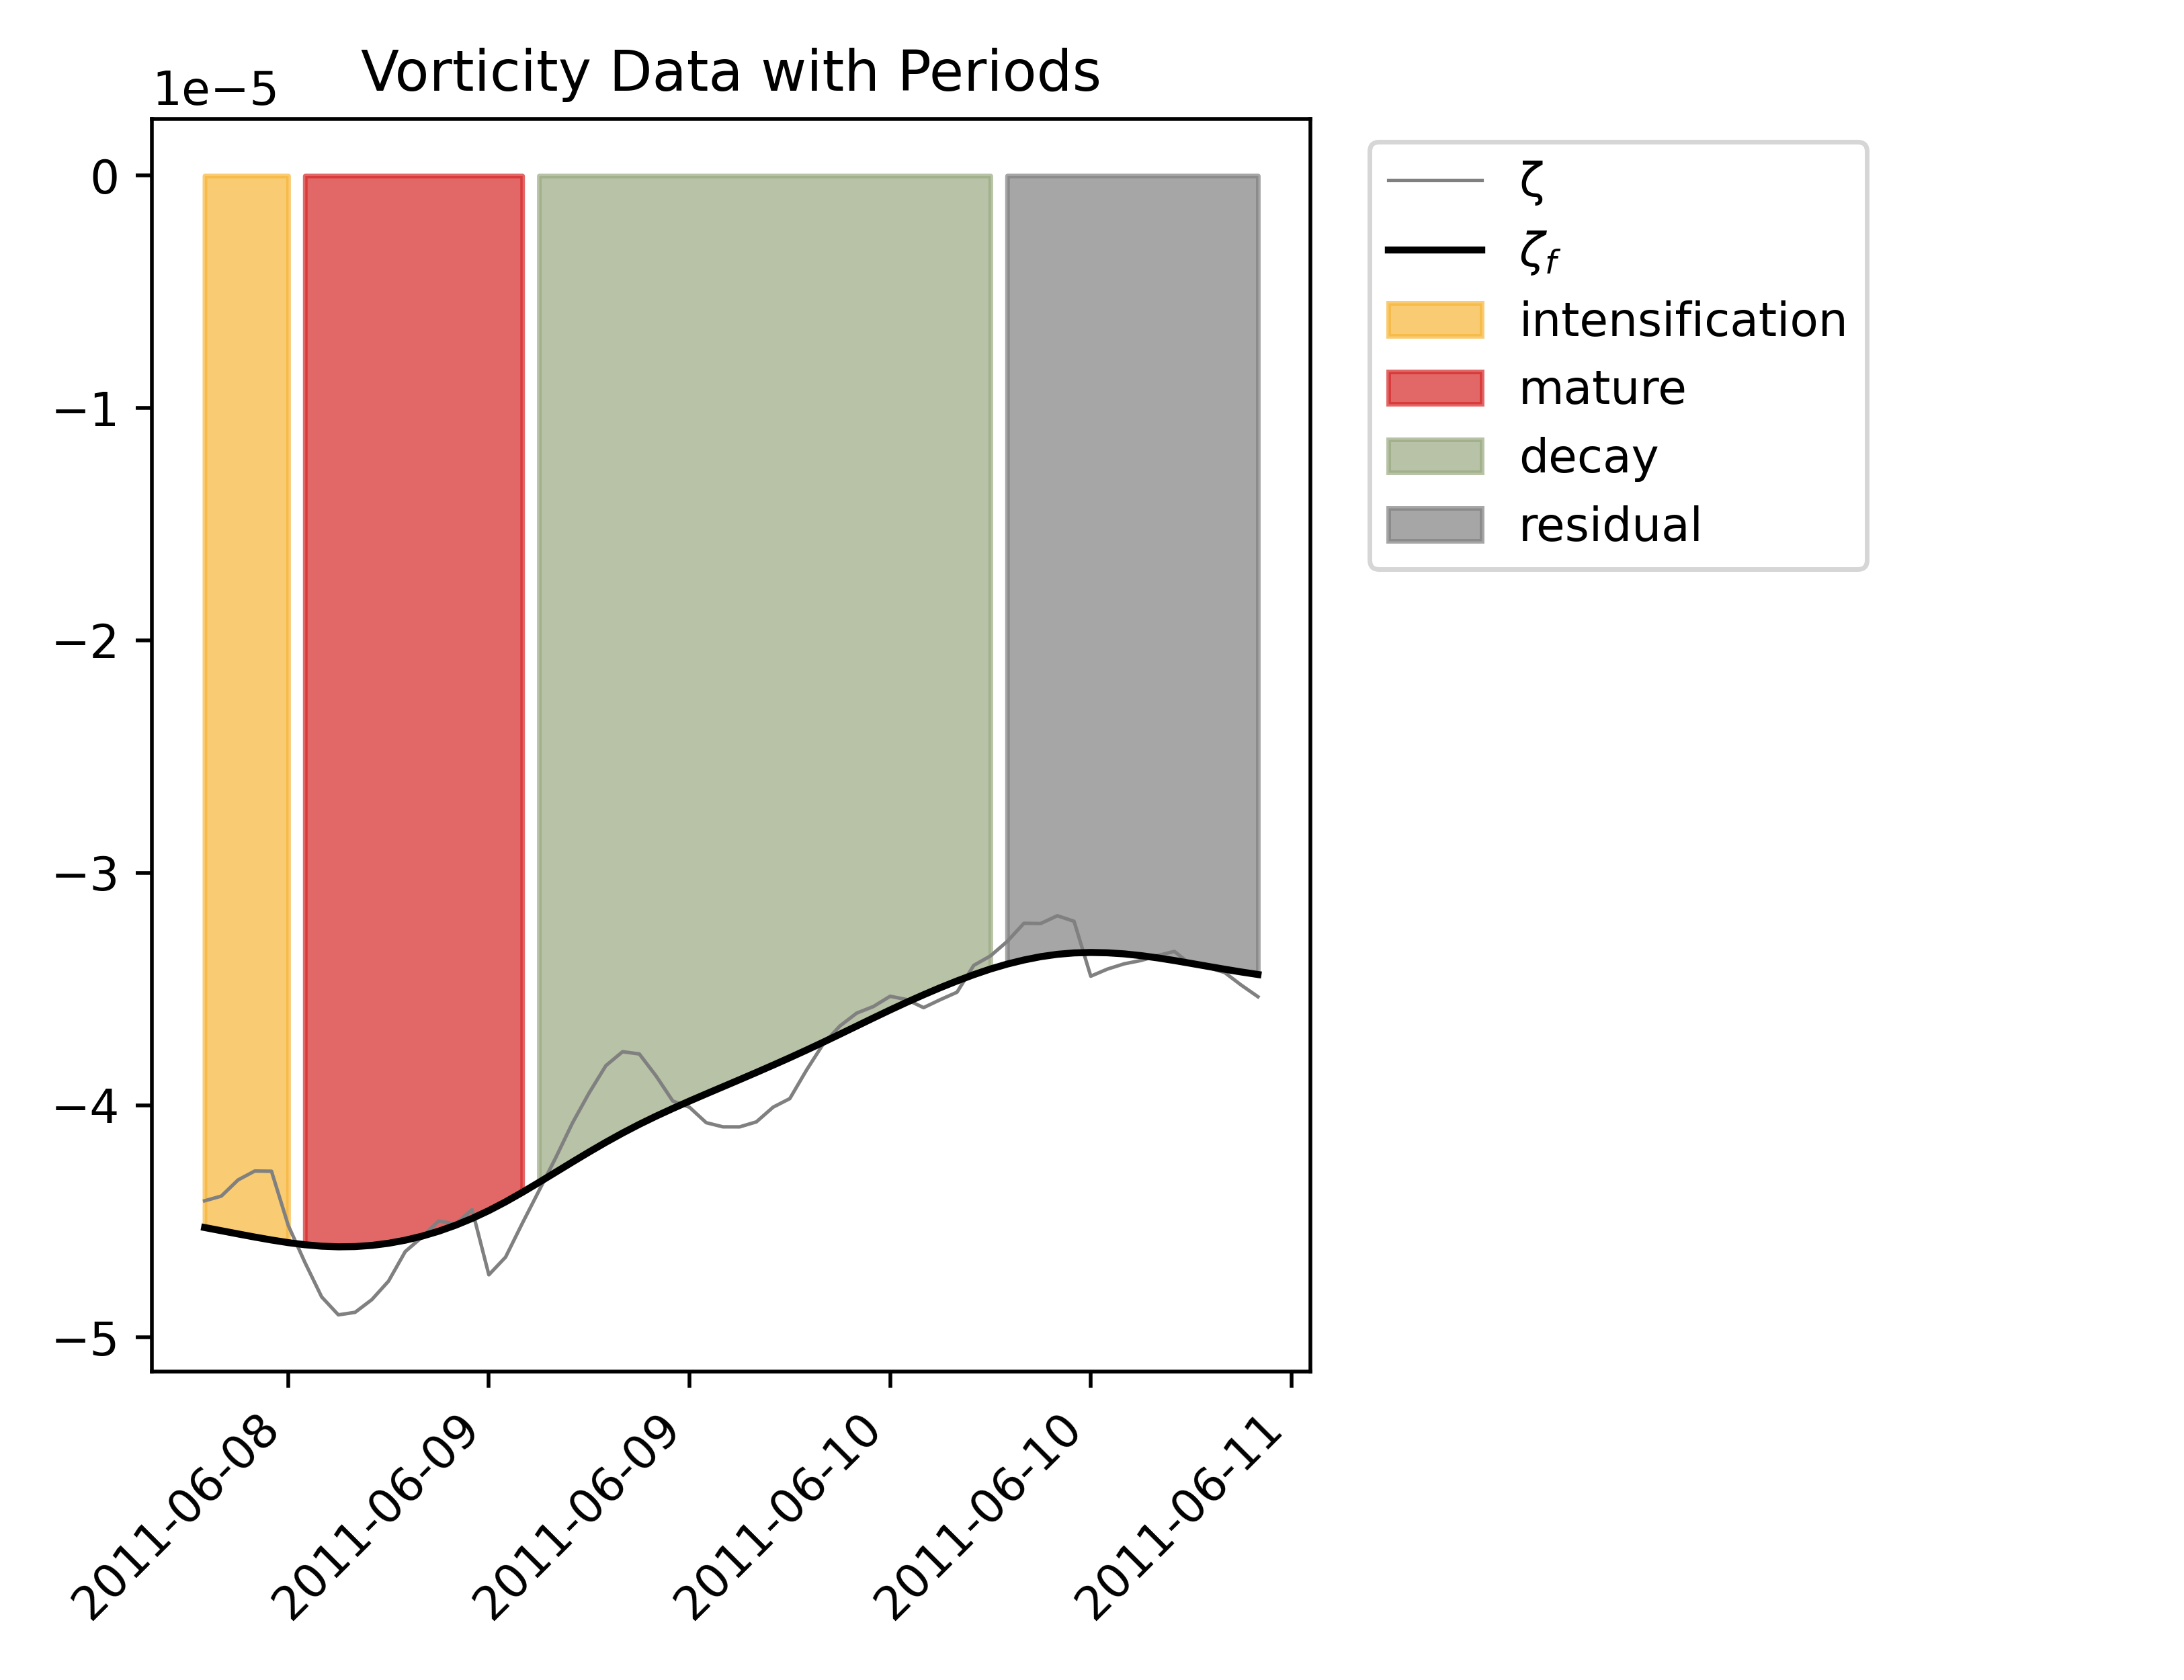 Vorticity Data with Periods
1e−5
0
−1
−2
−3
−4
−5
2011-06-08
2011-06-09
2011-06-09
2011-06-10
2011-06-10
2011-06-11
ζ
ζf
intensification
mature
decay
residual